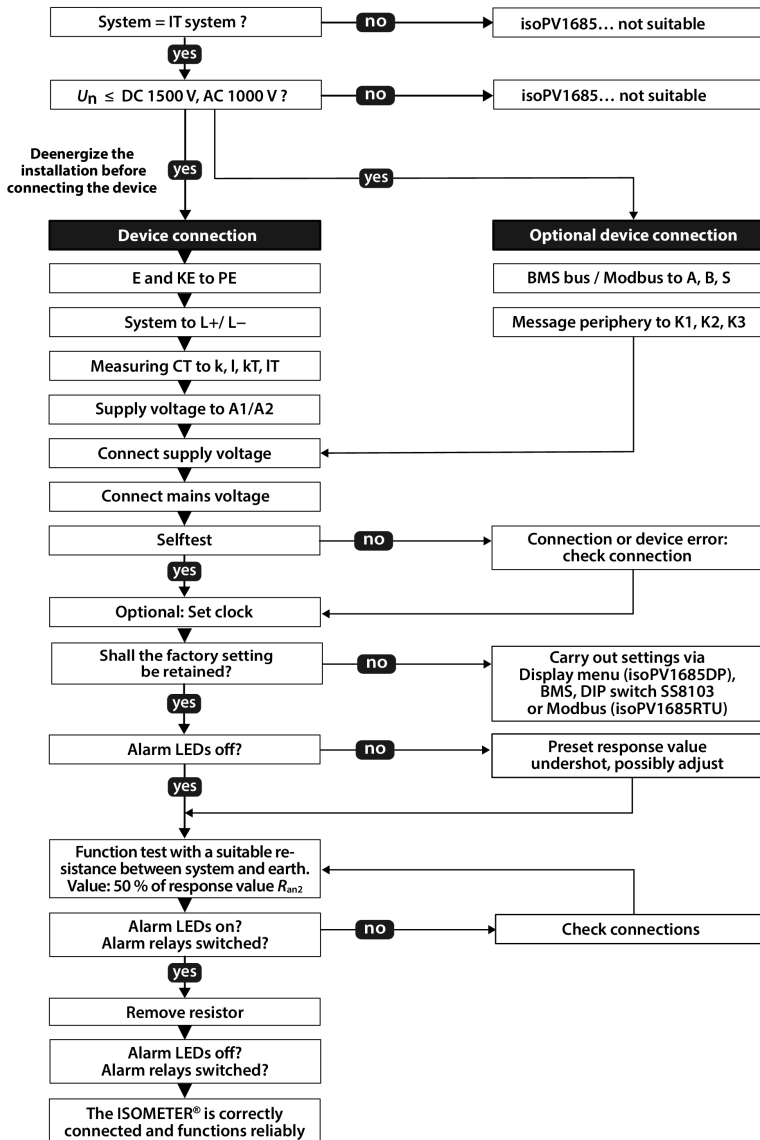 System = IT system ?
no
isoPV1685… not suitable
yes
Un ≤ DC 1500 V, AC 1000 V ?
no
isoPV1685… not suitable
Deenergize the
installation before
connecting the device
yes
yes
Device connection
Optional device connection
E and KE to PE
BMS bus / Modbus to A, B, S
System to L+/ L−
Message periphery to K1, K2, K3
Measuring CT to k, l, kT, lT
Supply voltage to A1/A2
Connect supply voltage
Connect mains voltage
Selftest
no
Connection or device error:
check connection
yes
Optional: Set clock
Shall the factory setting
be retained?
no
Carry out settings via
Display menu (isoPV1685DP),
BMS, DIP switch SS8103
or Modbus (isoPV1685RTU)
yes
Alarm LEDs off?
no
Preset response value
undershot, possibly adjust
yes
Function test with a suitable re-
sistance between system and earth.
Value: 50 % of response value Ran2
Alarm LEDs on?
Alarm relays switched?
no
Check connections
yes
Remove resistor
Alarm LEDs off?
Alarm relays switched?
The ISOMETER® is correctly
connected and functions reliably